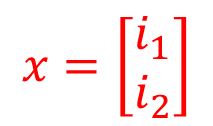 x = [i₁
i₂]